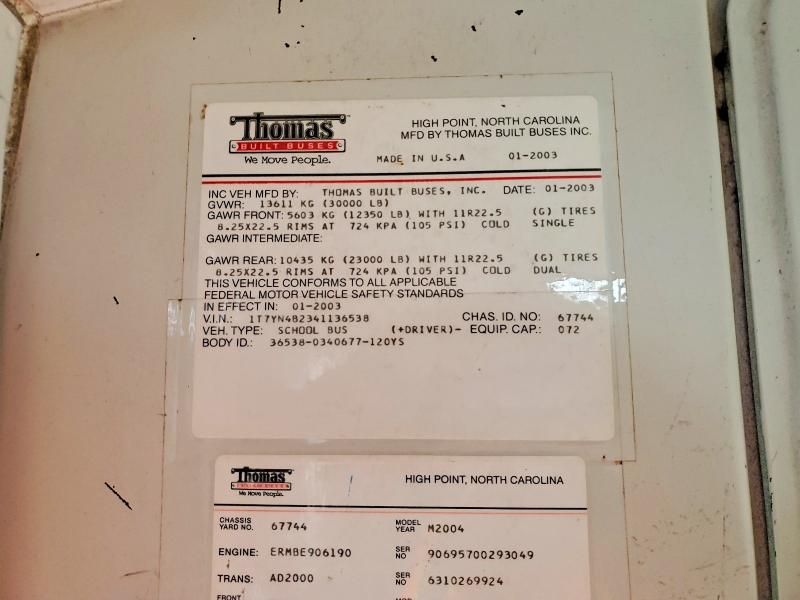 Thomas
BUILT BUSES
We Move People.
HIGH POINT, NORTH CAROLINA
MFD BY THOMAS BUILT BUSES INC.
MADE IN U.S.A 01-2003
INC VEH MFD BY: THOMAS BUILT BUSES, INC. DATE: 01-2003
GVWR: 13611 KG (30000 LB)
GAWR FRONT: 5603 KG (12350 LB) WITH 11R22.5 (G) TIRES
8.25X22.5 RIMS AT 724 KPA (105 PSI) COLD SINGLE
GAWR INTERMEDIATE:
GAWR REAR: 10435 KG (23000 LB) WITH 11R22.5 (G) TIRES
8.25X22.5 RIMS AT 724 KPA (105 PSI) COLD DUAL
THIS VEHICLE CONFORMS TO ALL APPLICABLE
FEDERAL MOTOR VEHICLE SAFETY STANDARDS
IN EFFECT IN: 01-2003
V.I.N.: 1T7YN482341136538 CHAS. ID. NO: 67744
VEH. TYPE: SCHOOL BUS (+DRIVER)- EQUIP. CAP.: 072
BODY ID.: 36538-0340677-120YS
Thomas
BUILT BUSES
We Move People.
HIGH POINT, NORTH CAROLINA
CHASSIS YARD NO. 67744 MODEL YEAR M2004
ENGINE: ERMBE906190 SER NO 90695700293049
TRANS: AD2000 SER NO 6310269924
FRONT